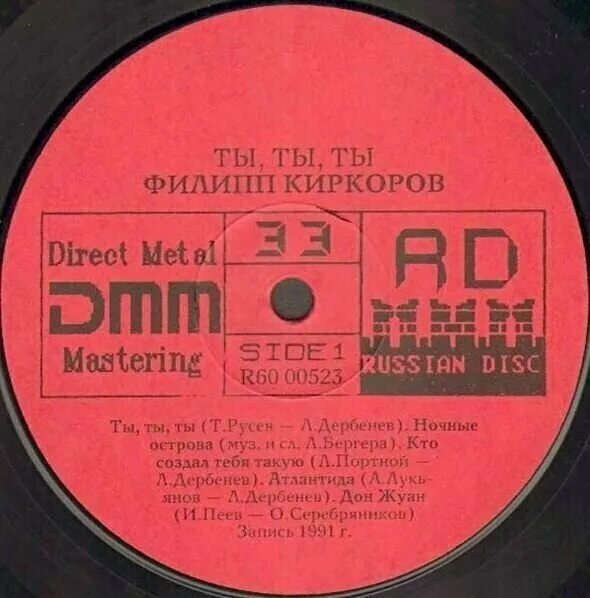 ТЫ, ТЫ, ТЫ
ФИЛИПП КИРКОРОВ
Direct Metal
DMM
Mastering
33
SIDE 1
R60 00523
RD
RUSSIAN DISC
Ты, ты, ты (Т.Русев — Л.Дербенев). Ночные
острова (муз. и сл. Л.Бергера). Кто
создал тебя такую (Л.Портной —
Л.Дербенев). Атлантида (А.Лукь-
янов — Л.Дербенев). Дон Жуан
(И.Пеев — О.Серебряников)
Запись 1991 г.